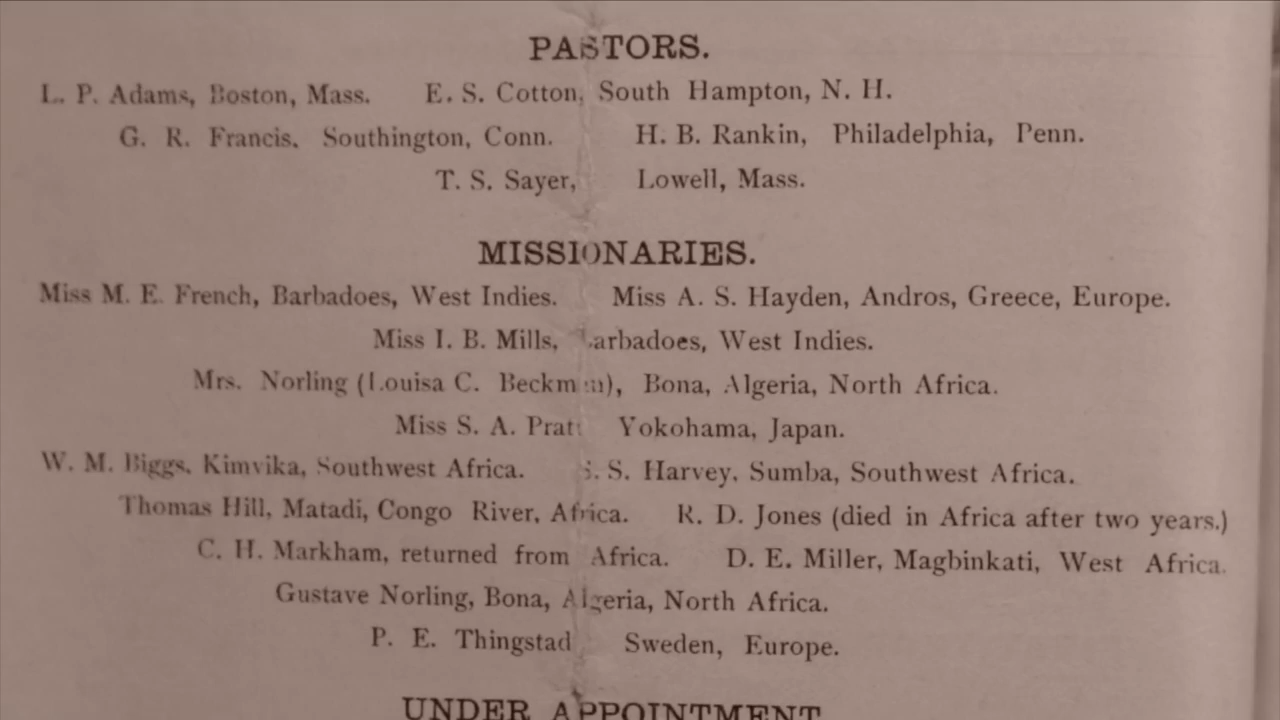 PASTORS.
L. P. Adams, Boston, Mass. E. S. Cotton, South Hampton, N. H.
G. R. Francis, Southington, Conn. H. B. Rankin, Philadelphia, Penn.
T. S. Sayer, Lowell, Mass.
MISSIONARIES.
Miss M. E. French, Barbadoes, West Indies. Miss A. S. Hayden, Andros, Greece, Europe.
Miss I. B. Mills, Barbadoes, West Indies.
Mrs. Norling (Louisa C. Beckman), Bona, Algeria, North Africa.
Miss S. A. Pratt Yokohama, Japan.
W. M. Biggs, Kimvika, Southwest Africa. S. Harvey, Sumba, Southwest Africa.
Thomas Hill, Matadi, Congo River, Africa. R. D. Jones (died in Africa after two years.)
C. H. Markham, returned from Africa. D. E. Miller, Magbinkati, West Africa.
Gustave Norling, Bona, Algeria, North Africa.
P. E. Thingstad Sweden, Europe.
UNDER APPOINTMENT